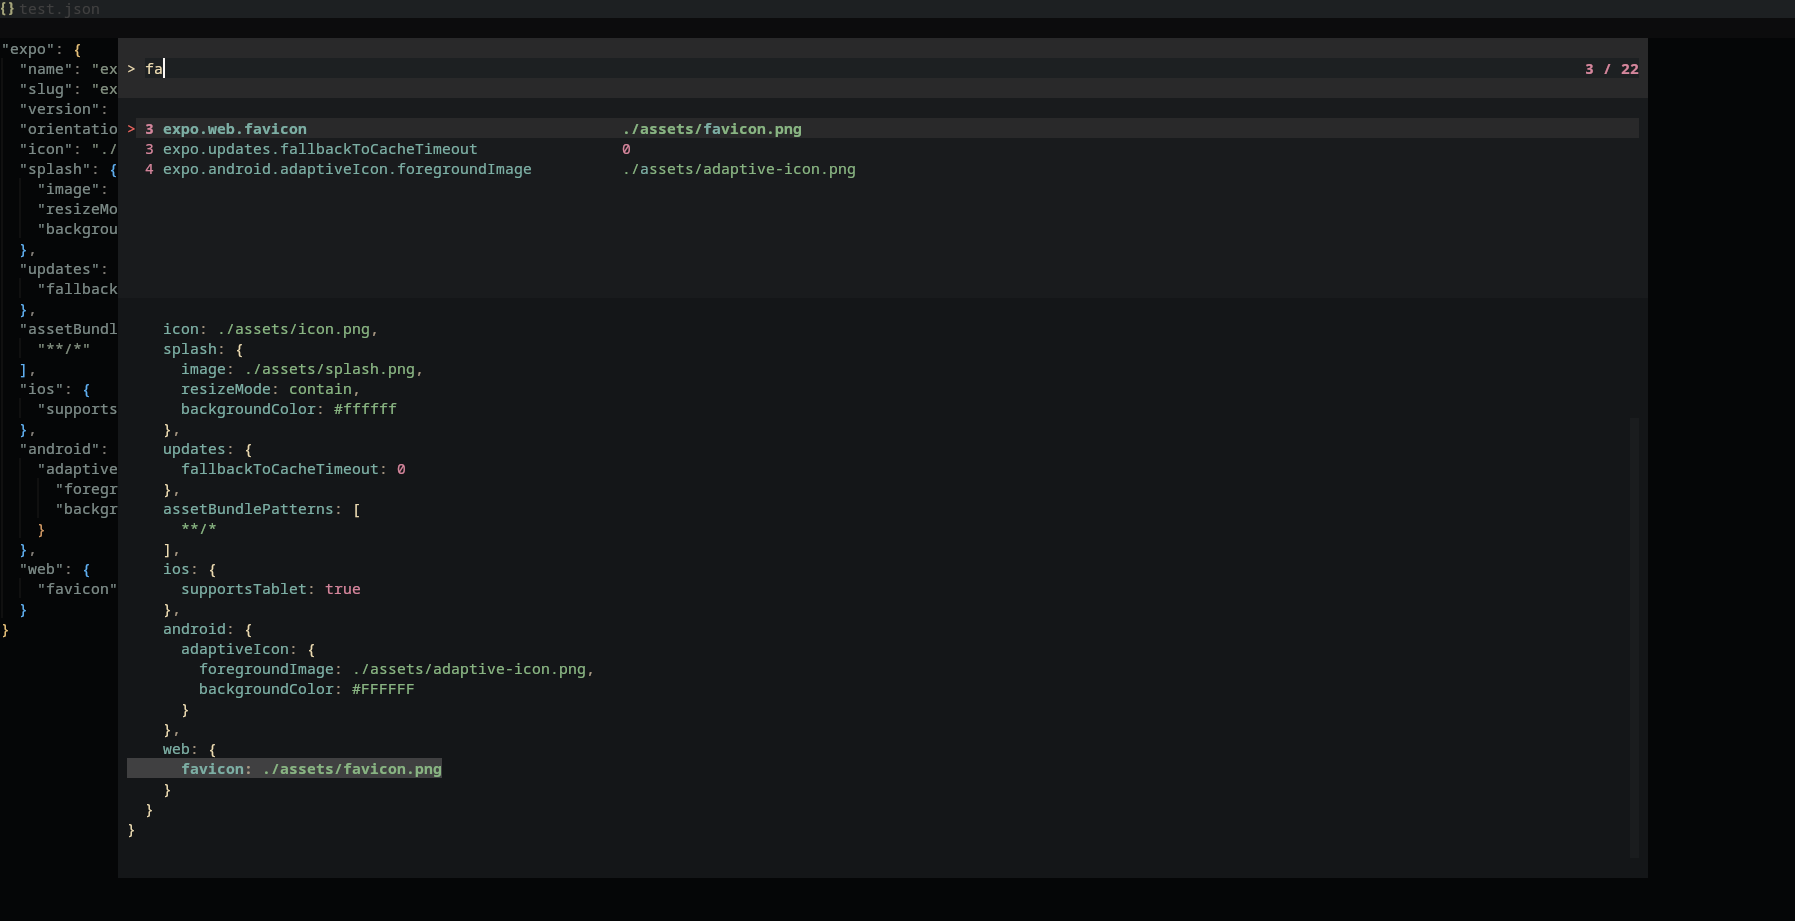 {} test.json
"expo": {
"name": "ex
"slug": "ex
"version":
"orientatio
"icon": "./
"splash": {
"image":
"resizeMo
"backgrou
},
"updates":
"fallback
},
"assetBundl
"**/*"
],
"ios": {
"supports
},
"android":
"adaptive
"foregr
"backgr
}
},
"web": {
"favicon"
}
}
> fa 3 / 22
> 3 expo.web.favicon ./assets/favicon.png
3 expo.updates.fallbackToCacheTimeout 0
4 expo.android.adaptiveIcon.foregroundImage ./assets/adaptive-icon.png
icon: ./assets/icon.png,
splash: {
image: ./assets/splash.png,
resizeMode: contain,
backgroundColor: #ffffff
},
updates: {
fallbackToCacheTimeout: 0
},
assetBundlePatterns: [
**/*
],
ios: {
supportsTablet: true
},
android: {
adaptiveIcon: {
foregroundImage: ./assets/adaptive-icon.png,
backgroundColor: #FFFFFF
}
},
web: {
favicon: ./assets/favicon.png
}
}
}